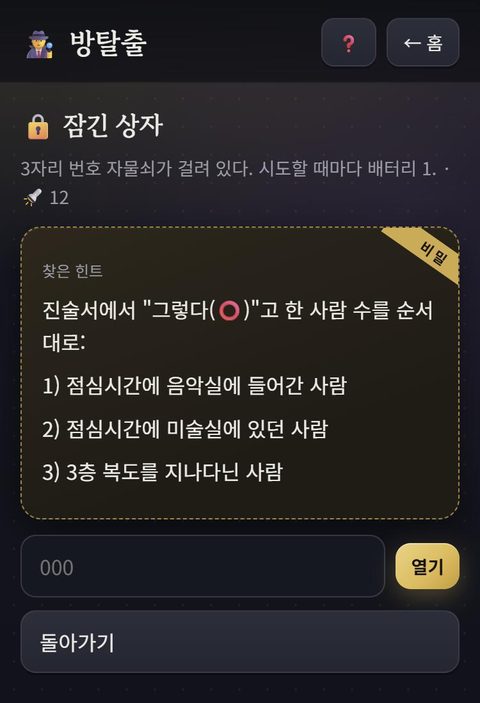 방탈출
❓
← 홈
잠긴 상자
3자리 번호 자물쇠가 걸려 있다. 시도할 때마다 배터리 1. ·
12
비밀
찾은 힌트
진술서에서 "그렇다(⭕)"고 한 사람 수를 순서
대로:
1) 점심시간에 음악실에 들어간 사람
2) 점심시간에 미술실에 있던 사람
3) 3층 복도를 지나다닌 사람
000
열기
돌아가기